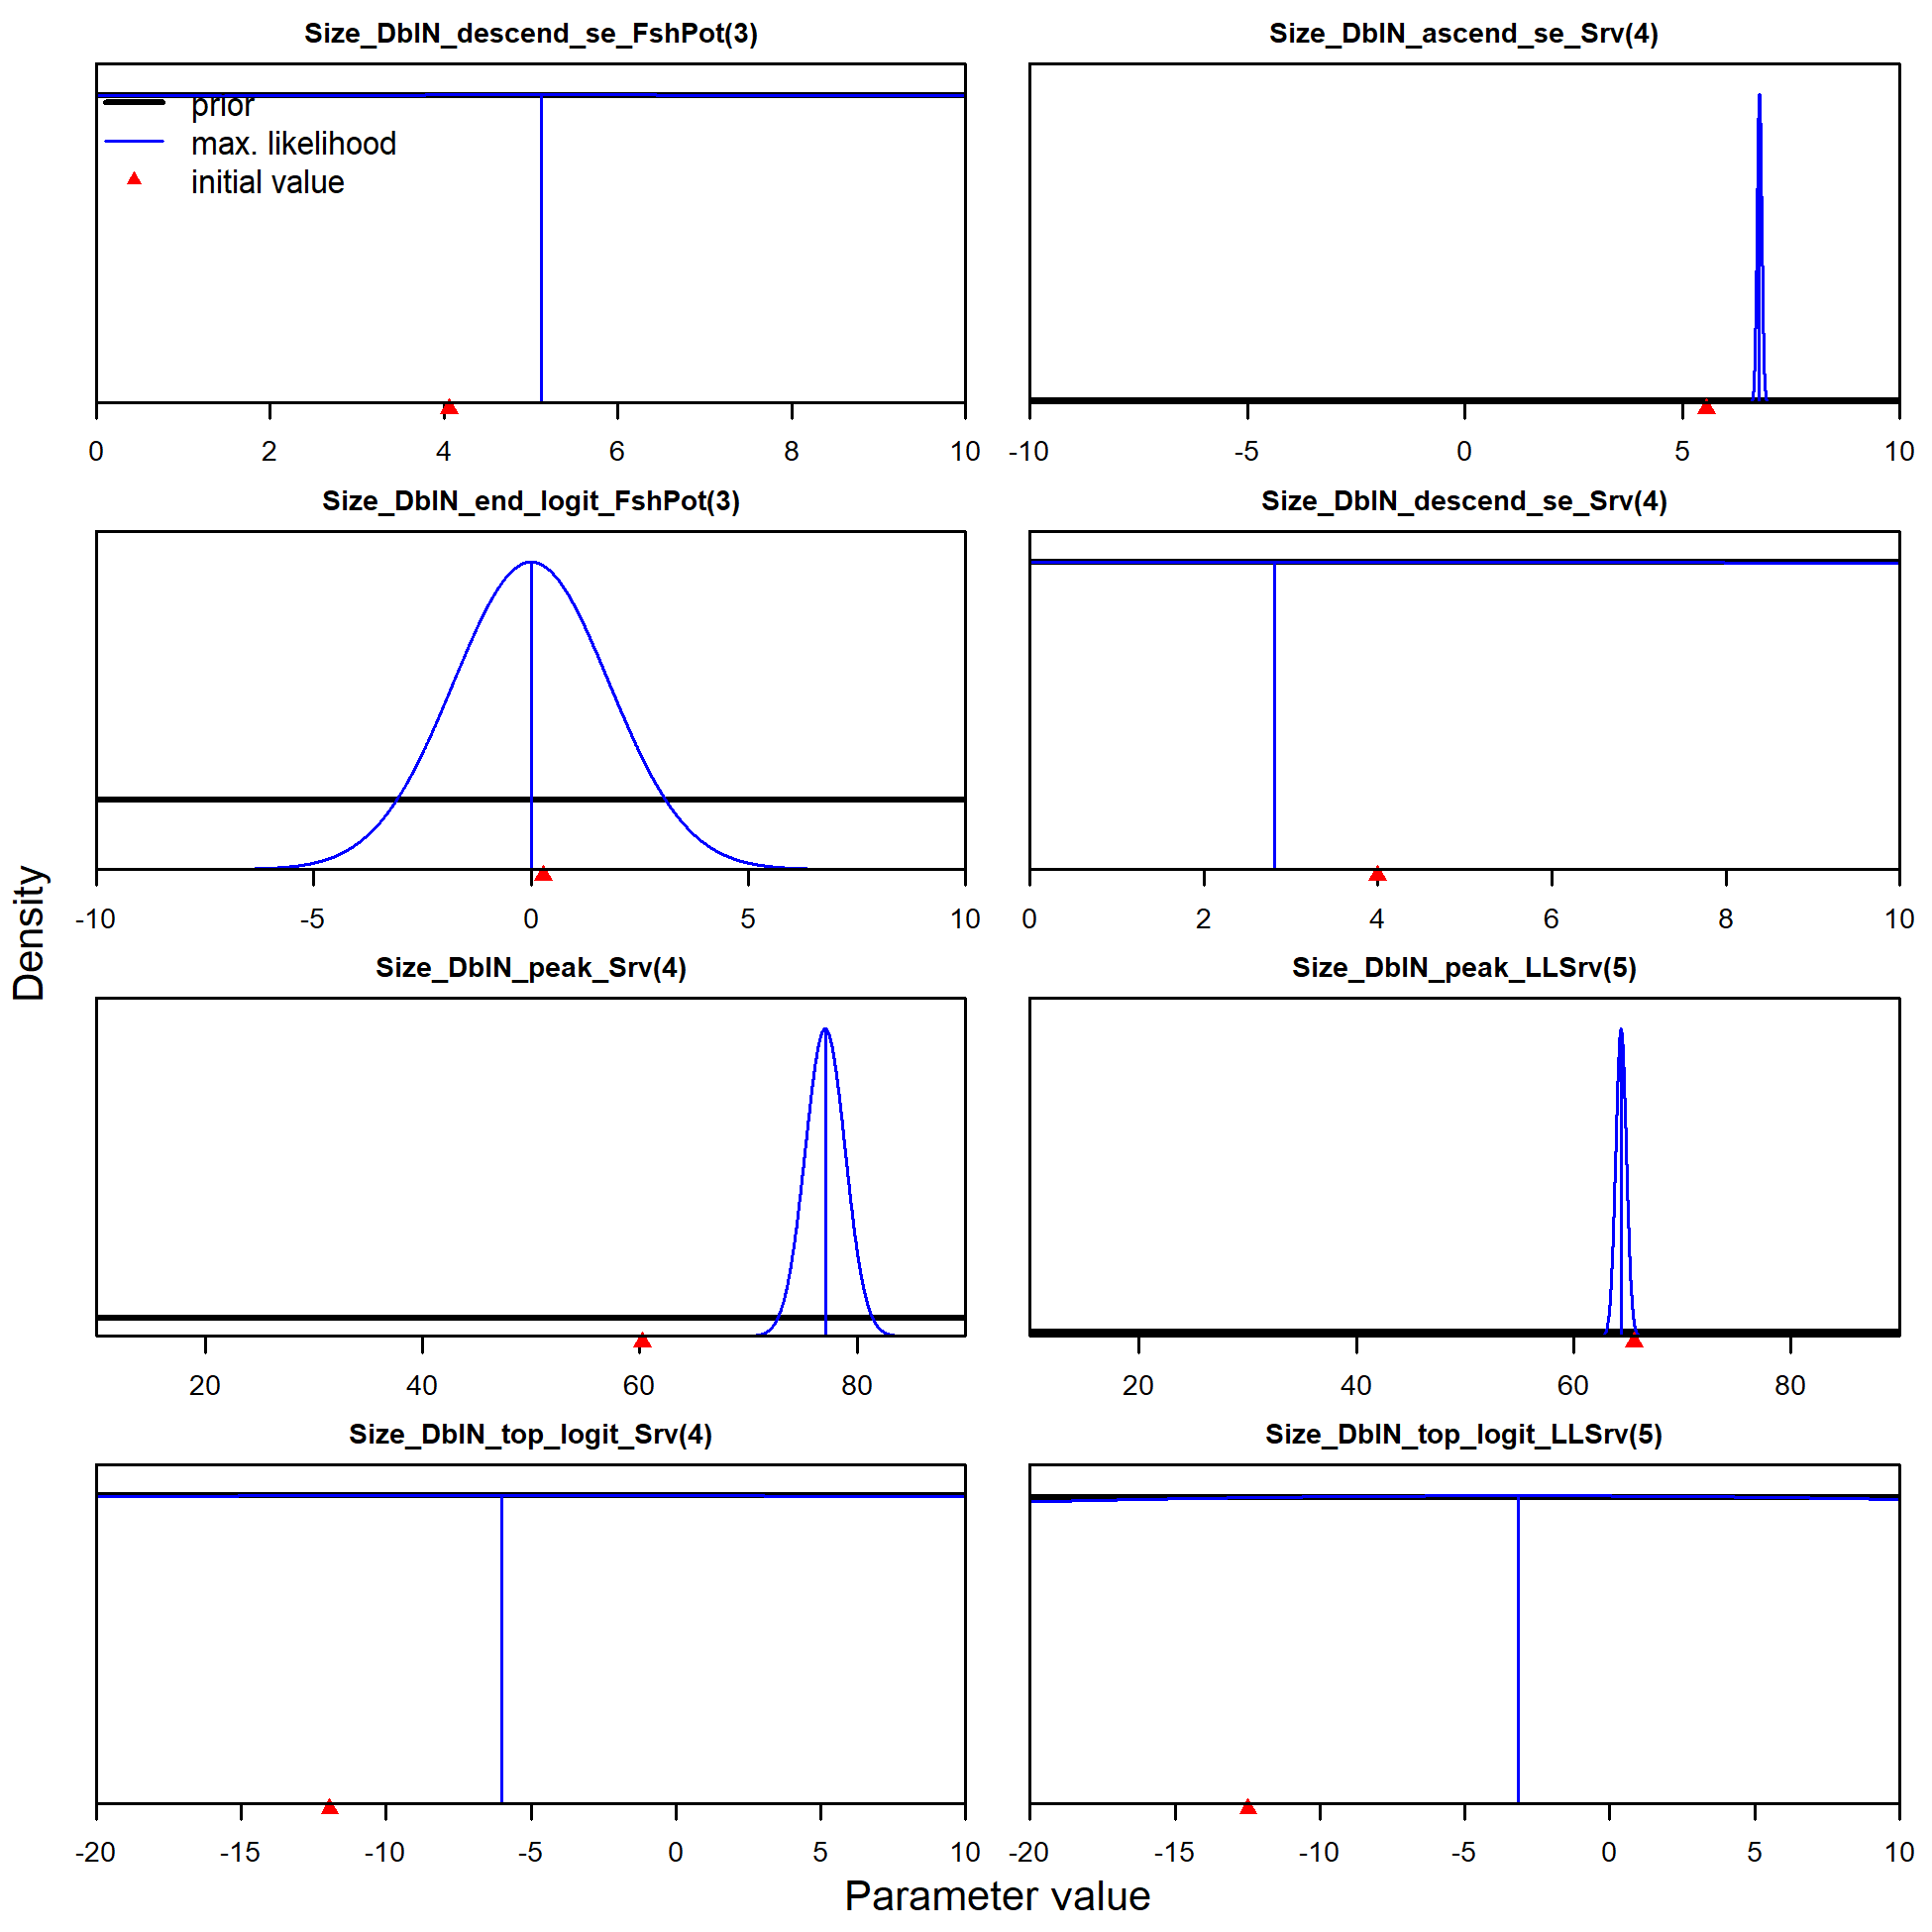 Size_DblN_descend_se_FshPot(3)
prior
max. likelihood
initial value
0 2 4 6 8 10
Size_DblN_ascend_se_Srv(4)
-10 -5 0 5 10
Size_DblN_end_logit_FshPot(3)
-10 -5 0 5 10
Size_DblN_descend_se_Srv(4)
0 2 4 6 8 10
Size_DblN_peak_Srv(4)
20 40 60 80
Size_DblN_peak_LLSrv(5)
20 40 60 80
Size_DblN_top_logit_Srv(4)
-20 -15 -10 -5 0 5 10
Size_DblN_top_logit_LLSrv(5)
-20 -15 -10 -5 0 5 10
Density
Parameter value